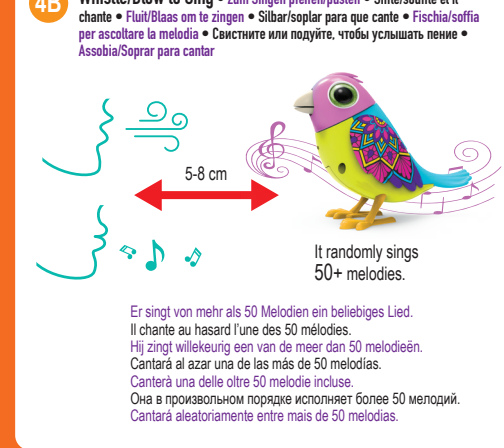 4B
Whistle/Blow to Sing • Zum Singen pfeifen/pusten • Siffle/souffle et il
chante • Fluit/Blaas om te zingen • Silbar/soplar para que cante • Fischia/soffia
per ascoltare la melodia • Свистните или подуйте, чтобы услышать пение •
Assobia/Soprar para cantar
5-8 cm
It randomly sings
50+ melodies.
Er singt von mehr als 50 Melodien ein beliebiges Lied.
Il chante au hasard l’une des 50 mélodies.
Hij zingt willekeurig een van de meer dan 50 melodieën.
Cantará al azar una de las más de 50 melodías.
Canterà una delle oltre 50 melodie incluse.
Она в произвольном порядке исполняет более 50 мелодий.
Cantará aleatoriamente entre mais de 50 melodias.